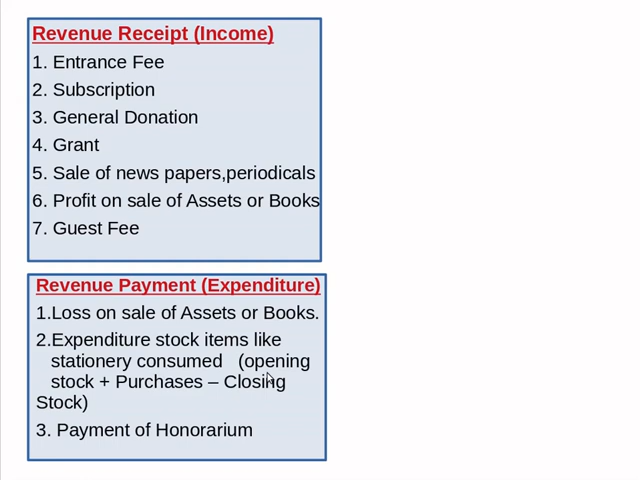 Revenue Receipt (Income)
1. Entrance Fee
2. Subscription
3. General Donation
4. Grant
5. Sale of news papers,periodicals
6. Profit on sale of Assets or Books
7. Guest Fee
Revenue Payment (Expenditure)
1.Loss on sale of Assets or Books.
2.Expenditure stock items like
stationery consumed (opening
stock + Purchases – Closing
Stock)
3. Payment of Honorarium